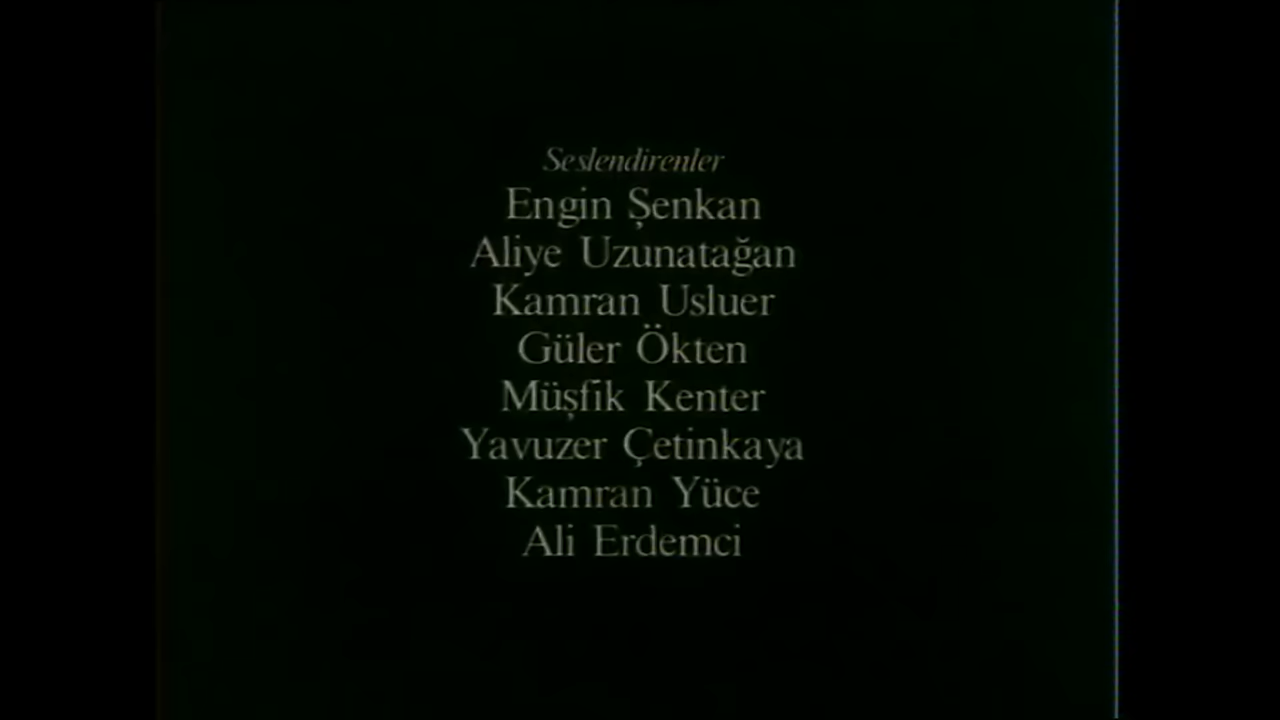 Seslendirenler
Engin Şenkan
Aliye Uzunatağan
Kamran Usluer
Güler Ökten
Müşfik Kenter
Yavuzer Çetinkaya
Kamran Yüce
Ali Erdemci